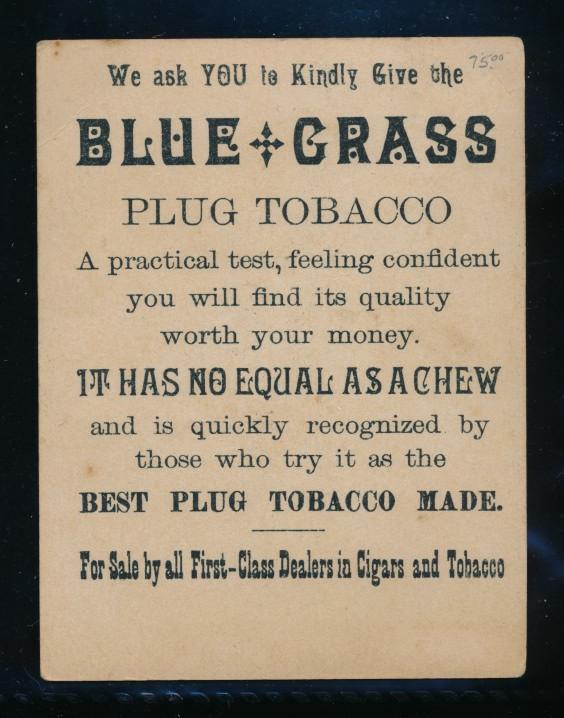 75.00
We ask YOU to Kindly Give the
BLUE GRASS
PLUG TOBACCO
A practical test, feeling confident
you will find its quality
worth your money.
IT HAS NO EQUAL AS A CHEW
and is quickly recognized by
those who try it as the
BEST PLUG TOBACCO MADE.
For Sale by all First-Class Dealers in Cigars and Tobacco